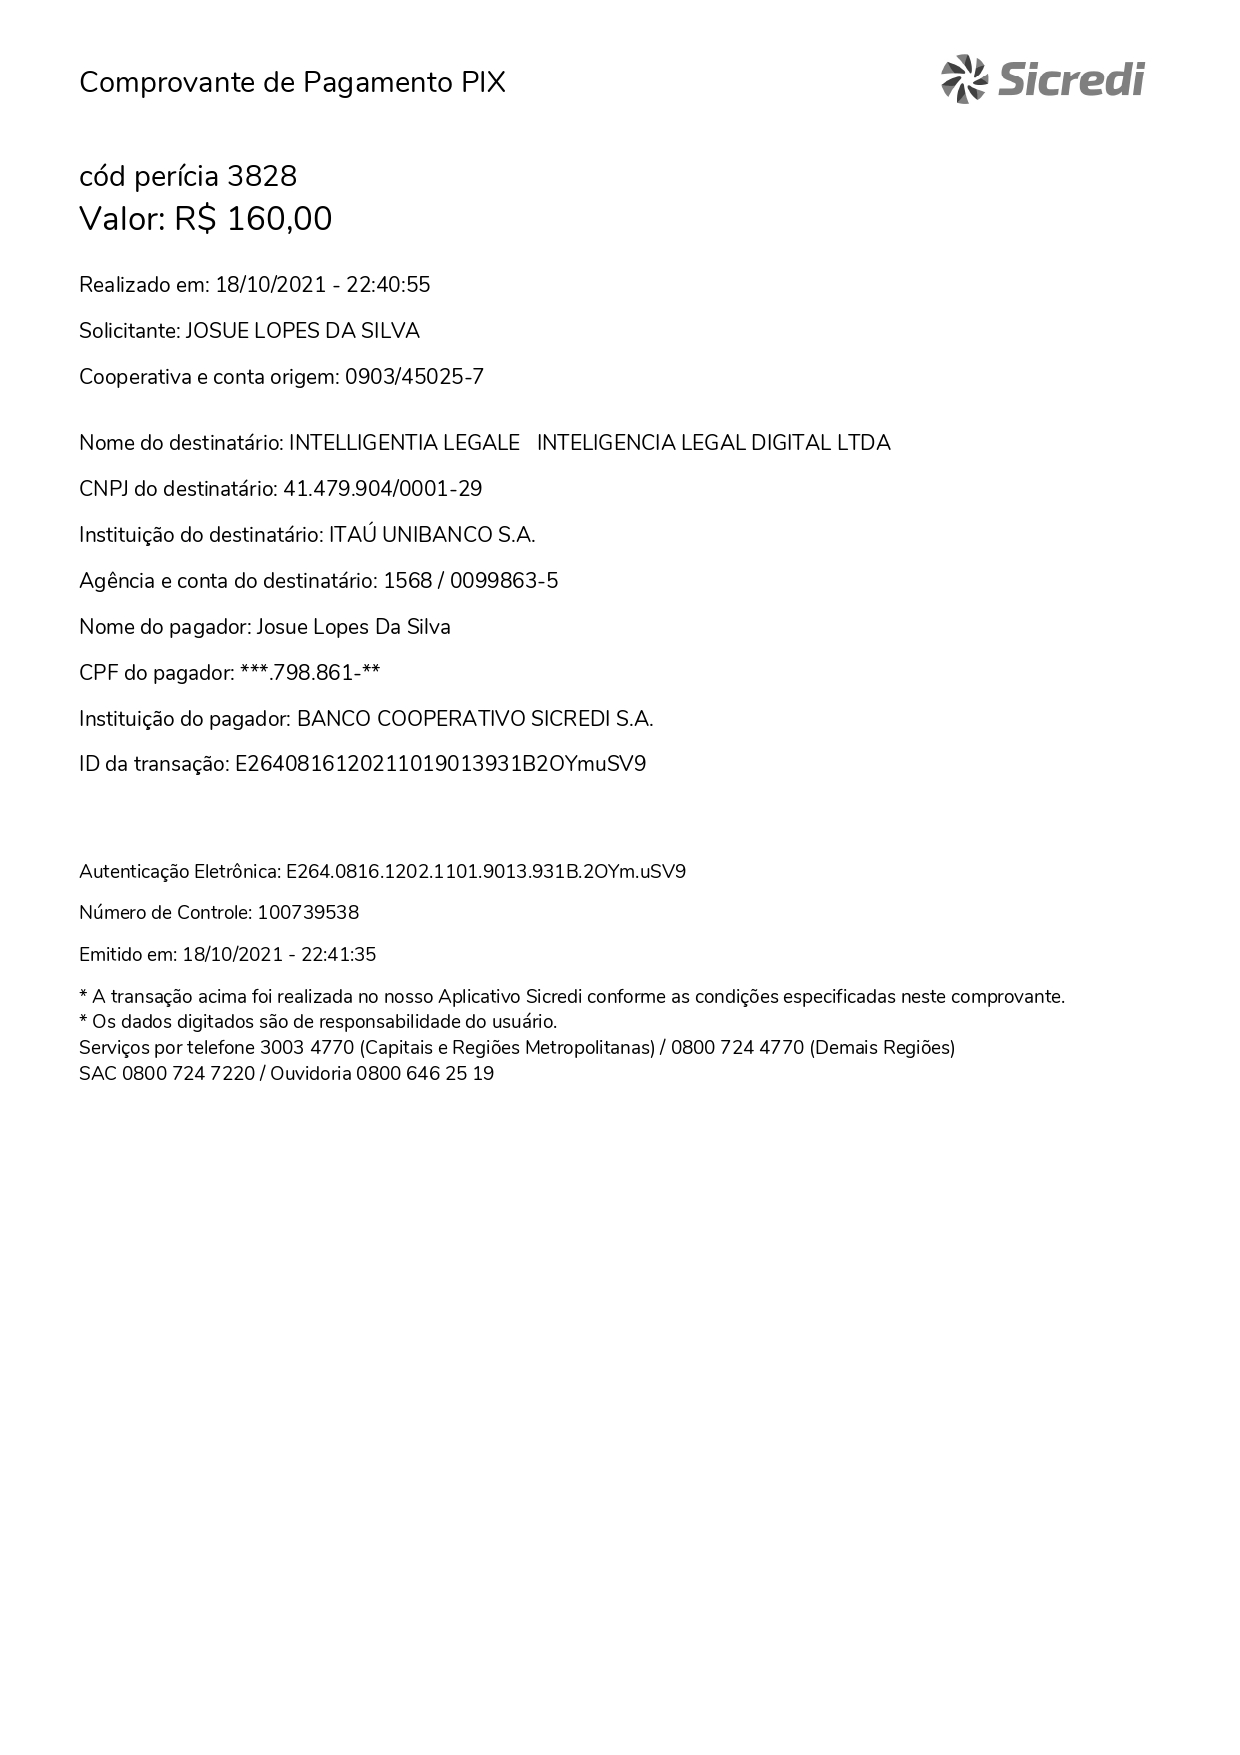 Comprovante de Pagamento PIX
Sicredi
cód perícia 3828
Valor: R$ 160,00
Realizado em: 18/10/2021 - 22:40:55
Solicitante: JOSUE LOPES DA SILVA
Cooperativa e conta origem: 0903/45025-7
Nome do destinatário: INTELLIGENTIA LEGALE   INTELIGENCIA LEGAL DIGITAL LTDA
CNPJ do destinatário: 41.479.904/0001-29
Instituição do destinatário: ITAÚ UNIBANCO S.A.
Agência e conta do destinatário: 1568 / 0099863-5
Nome do pagador: Josue Lopes Da Silva
CPF do pagador: ***.798.861-**
Instituição do pagador: BANCO COOPERATIVO SICREDI S.A.
ID da transação: E2640816120211019013931B2OYmuSV9
Autenticação Eletrônica: E264.0816.1202.1101.9013.931B.2OYm.uSV9
Número de Controle: 100739538
Emitido em: 18/10/2021 - 22:41:35
* A transação acima foi realizada no nosso Aplicativo Sicredi conforme as condições especificadas neste comprovante.
* Os dados digitados são de responsabilidade do usuário.
Serviços por telefone 3003 4770 (Capitais e Regiões Metropolitanas) / 0800 724 4770 (Demais Regiões)
SAC 0800 724 7220 / Ouvidoria 0800 646 25 19